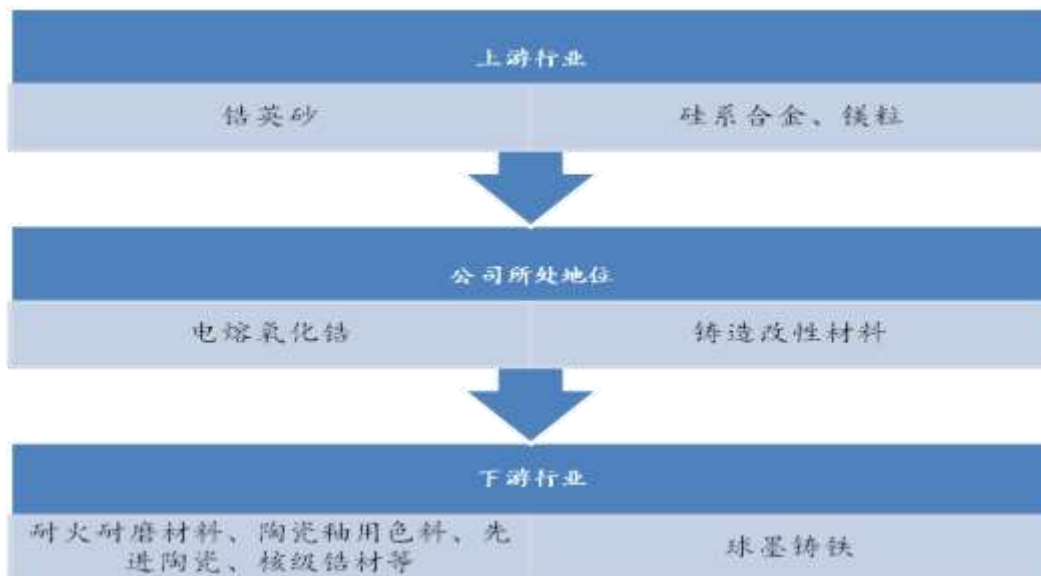 上游行业
锆英砂
硅系合金、镁粒
公司所处地位
电熔氧化锆
铸造改性材料
下游行业
耐火耐磨材料、陶瓷釉用色料、先
进陶瓷、核级锆材等
球墨铸铁